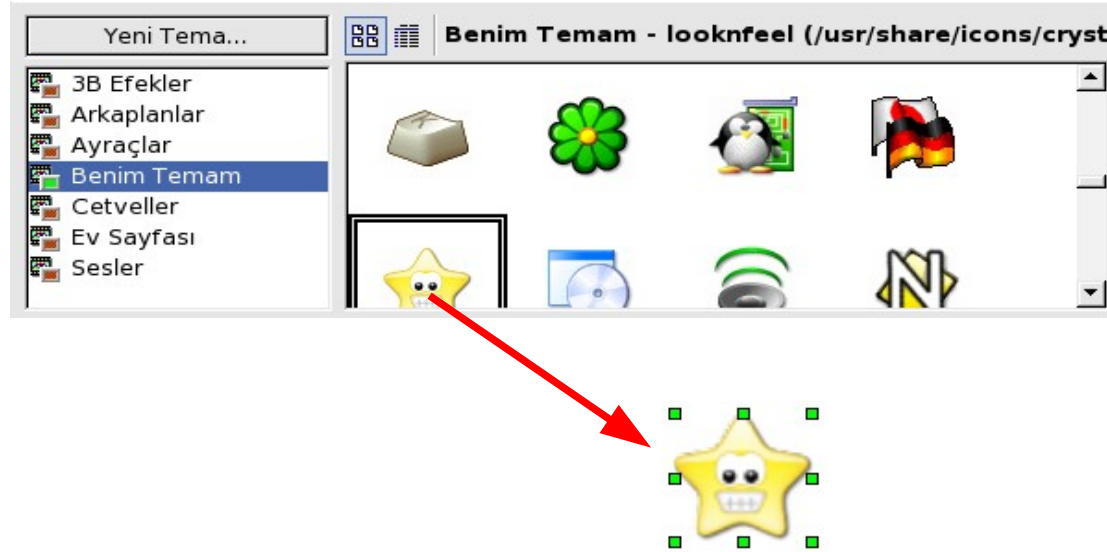 Yeni Tema...
Benim Temam - looknfeel (/usr/share/icons/cryst
3B Efekler
Arkaplanlar
Ayraçlar
Benim Temam
Cetveller
Ev Sayfası
Sesler
K
N